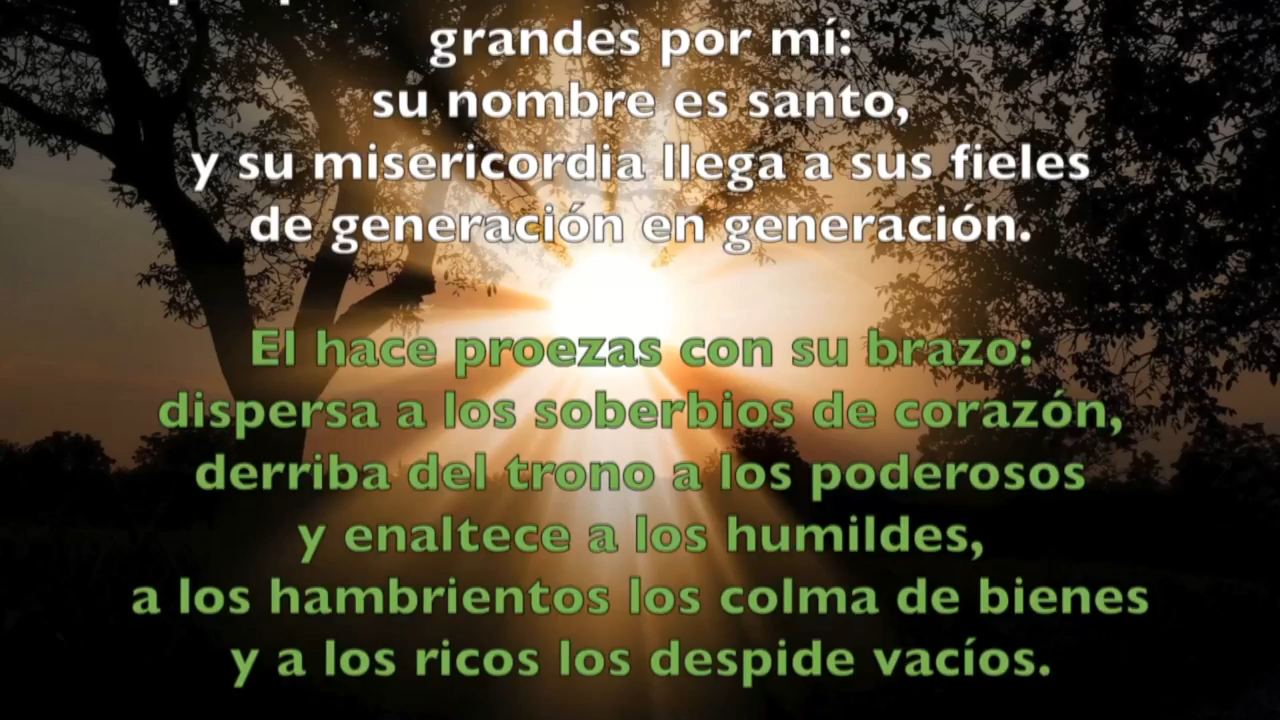 grandes por mí:
su nombre es santo,
y su misericordia llega a sus fieles
de generación en generación.
El hace proezas con su brazo:
dispersa a los soberbios de corazón,
derriba del trono a los poderosos
y enaltece a los humildes,
a los hambrientos los colma de bienes
y a los ricos los despide vacíos.